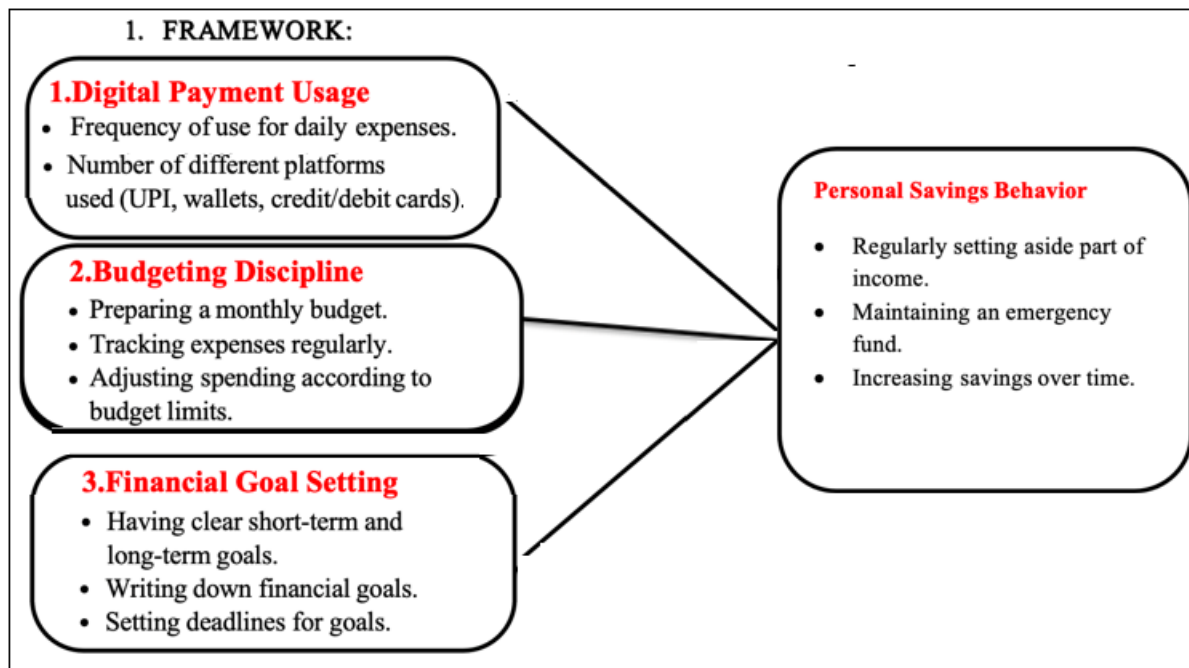 1. FRAMEWORK:
1.Digital Payment Usage
• Frequency of use for daily expenses.
• Number of different platforms
used (UPI, wallets, credit/debit cards).
2.Budgeting Discipline
• Preparing a monthly budget.
• Tracking expenses regularly.
• Adjusting spending according to
budget limits.
3.Financial Goal Setting
• Having clear short-term and
long-term goals.
• Writing down financial goals.
• Setting deadlines for goals.
-
Personal Savings Behavior
• Regularly setting aside part of
income.
• Maintaining an emergency
fund.
• Increasing savings over time.